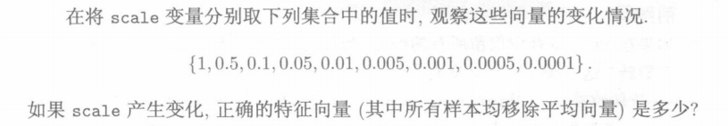 在将 scale 变量分别取下列集合中的值时, 观察这些向量的变化情况.
{1, 0.5, 0.1, 0.05, 0.01, 0.005, 0.001, 0.0005, 0.0001} .
如果 scale 产生变化, 正确的特征向量 (其中所有样本均移除平均向量) 是多少?